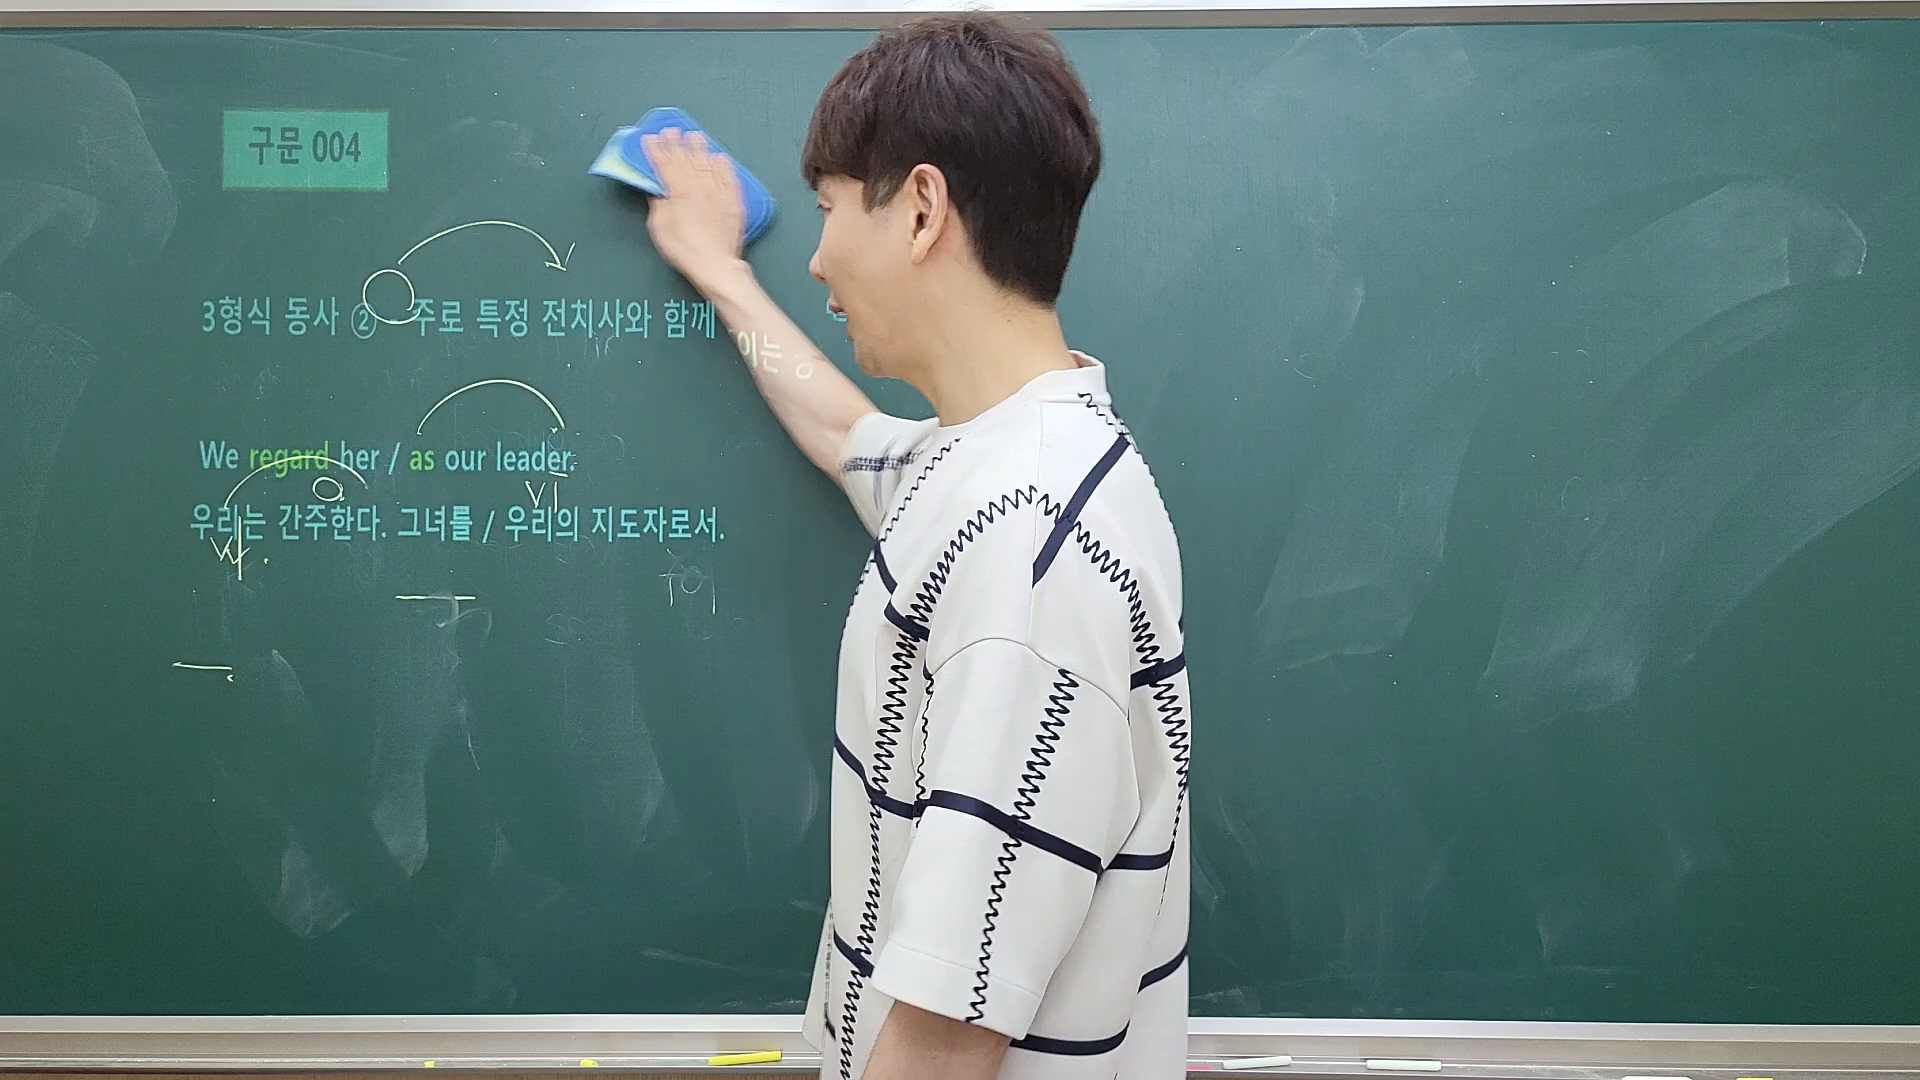 구문 004
3형식 동사 ② 주로 특정 전치사와 함께 이는
We regard her / as our leader.
우리는 간주한다. 그녀를 / 우리의 지도자로서.